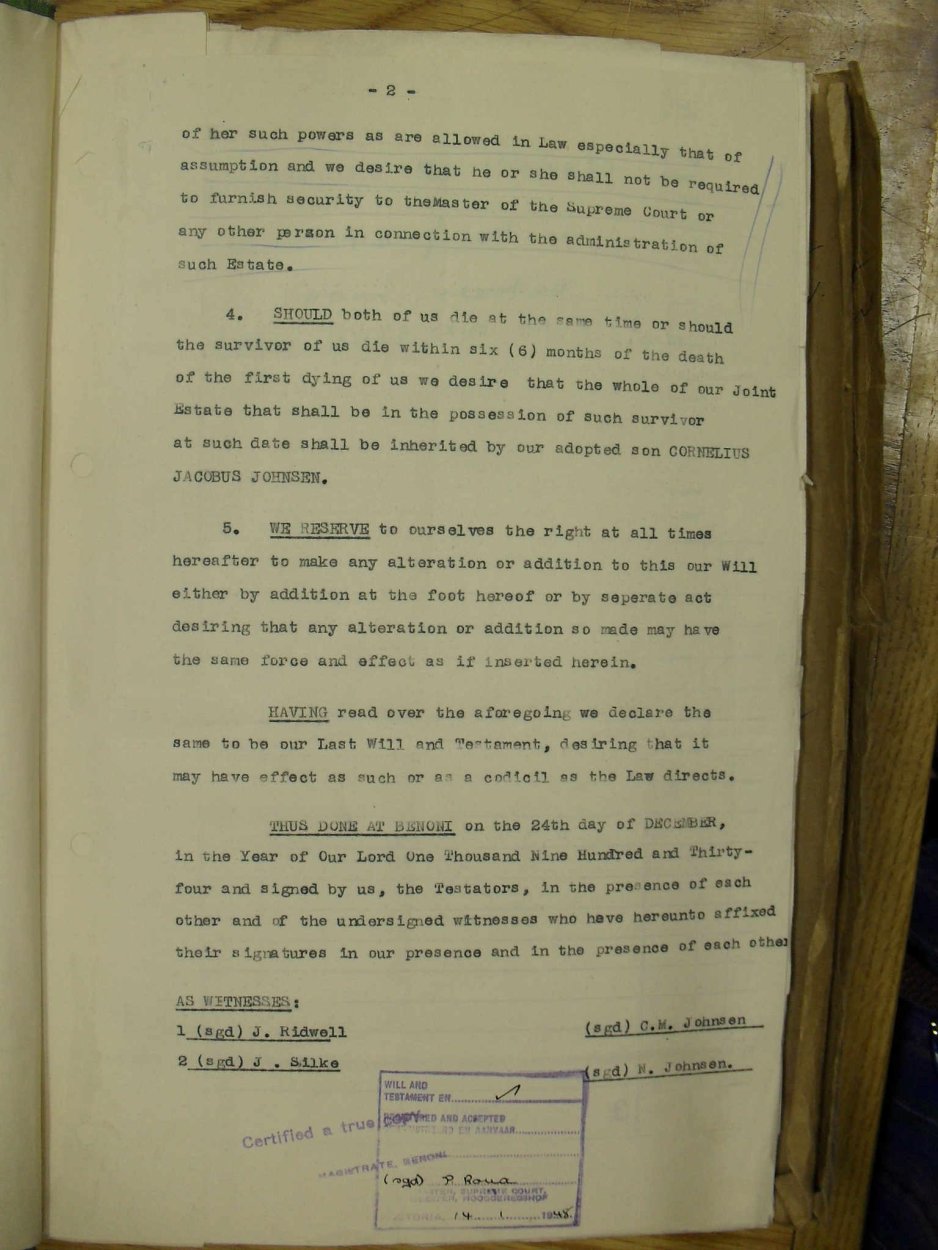 - 2 -
of her such powers as are allowed in Law especially that of
assumption and we desire that he or she shall not be required
to furnish security to theMaster of the Supreme Court or
any other person in connection with the administration of
such Estate.
4. SHOULD both of us die at the same time or should
the survivor of us die within six (6) months of the death
of the first dying of us we desire that the whole of our Joint
Estate that shall be in the possession of such survivor
at such date shall be inherited by our adopted son CORNELIUS
JACOBUS JOHNSEN.
5. WE RESERVE to ourselves the right at all times
hereafter to make any alteration or addition to this our Will
either by addition at the foot hereof or by seperate act
desiring that any alteration or addition so made may have
the same force and effect as if inserted herein.
HAVING read over the aforegoing we declare the
same to be our Last Will and Testament, desiring that it
may have effect as such or as a codicil as the Law directs.
THUS DONE AT BENONI on the 24th day of DECEMBER,
in the Year of Our Lord One Thousand Nine Hundred and Thirty-
four and signed by us, the Testators, in the presence of each
other and of the undersigned witnesses who have hereunto affixed
their signatures in our presence and in the presence of each other
AS WITNESSES:
1 (sgd) J. Ridwell (sgd) C.M. Johnsen
2 (sgd) J . Silke (sgd) N. Johnsen.
WILL AND
TESTAMENT EN
AND ACCEPTED
EN AANVAAR
Certified a true copy
MAGISTRATE, BENONI
(sgd) P. Roua
SUPREME COURT,
HOOGGEREGSHOF
14 1 1948.